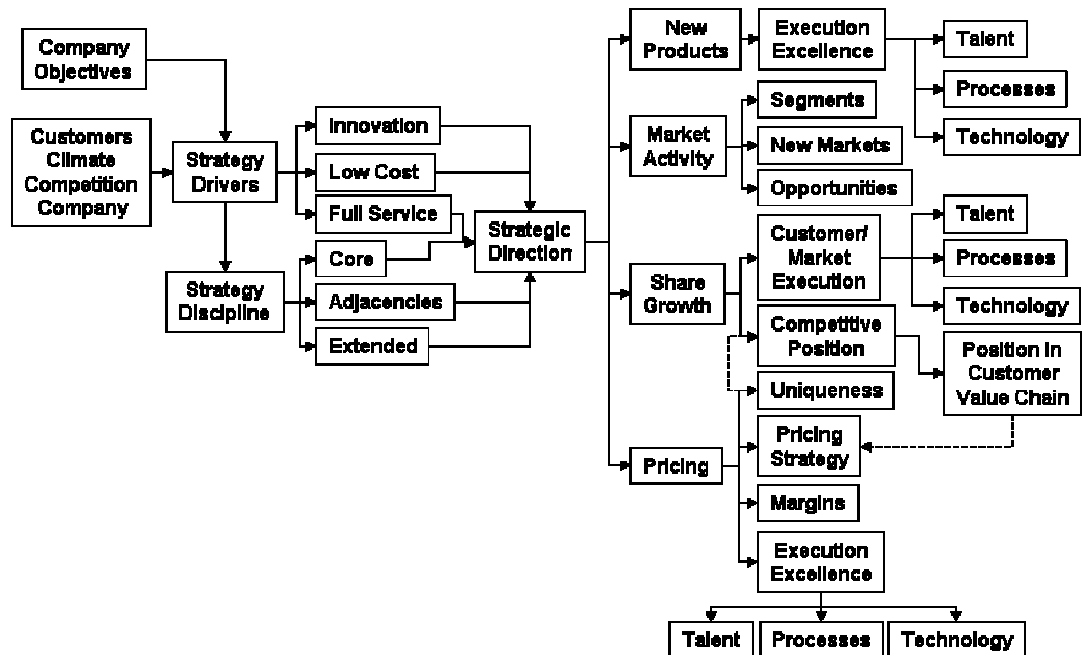 Company
Objectives
Customers
Climate
Competition
Company
Strategy
Drivers
Strategy
Discipline
Innovation
Low Cost
Full Service
Core
Adjacencies
Extended
Strategic
Direction
New
Products
Execution
Excellence
Talent
Processes
Technology
Market
Activity
Segments
New Markets
Opportunities
Share
Growth
Customer/
Market
Execution
Talent
Processes
Technology
Competitive
Position
Position in
Customer
Value Chain
Pricing
Uniqueness
Pricing
Strategy
Margins
Execution
Excellence
Talent
Processes
Technology